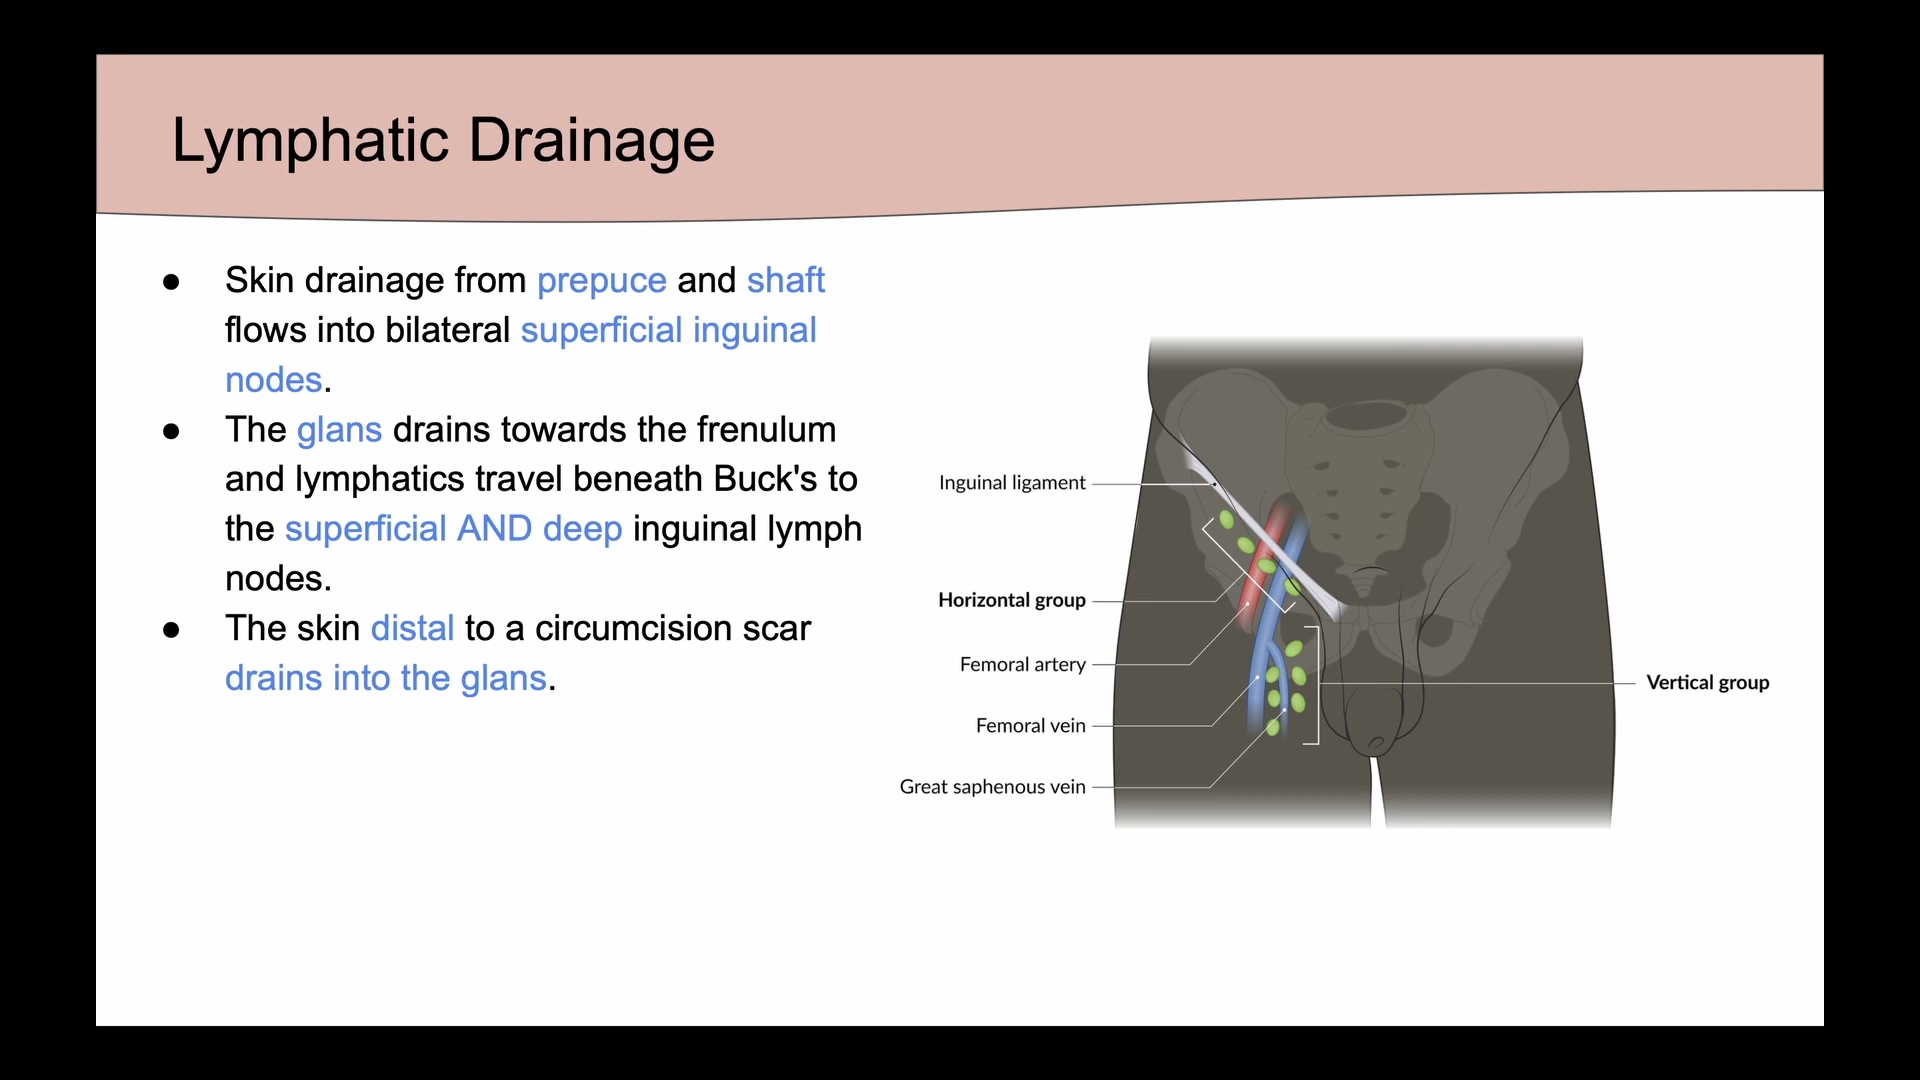 Lymphatic Drainage
● Skin drainage from prepuce and shaft
flows into bilateral superficial inguinal
nodes.
● The glans drains towards the frenulum
and lymphatics travel beneath Buck's to
the superficial AND deep inguinal lymph
nodes.
● The skin distal to a circumcision scar
drains into the glans.
Inguinal ligament
Horizontal group
Femoral artery
Femoral vein
Great saphenous vein
Vertical group